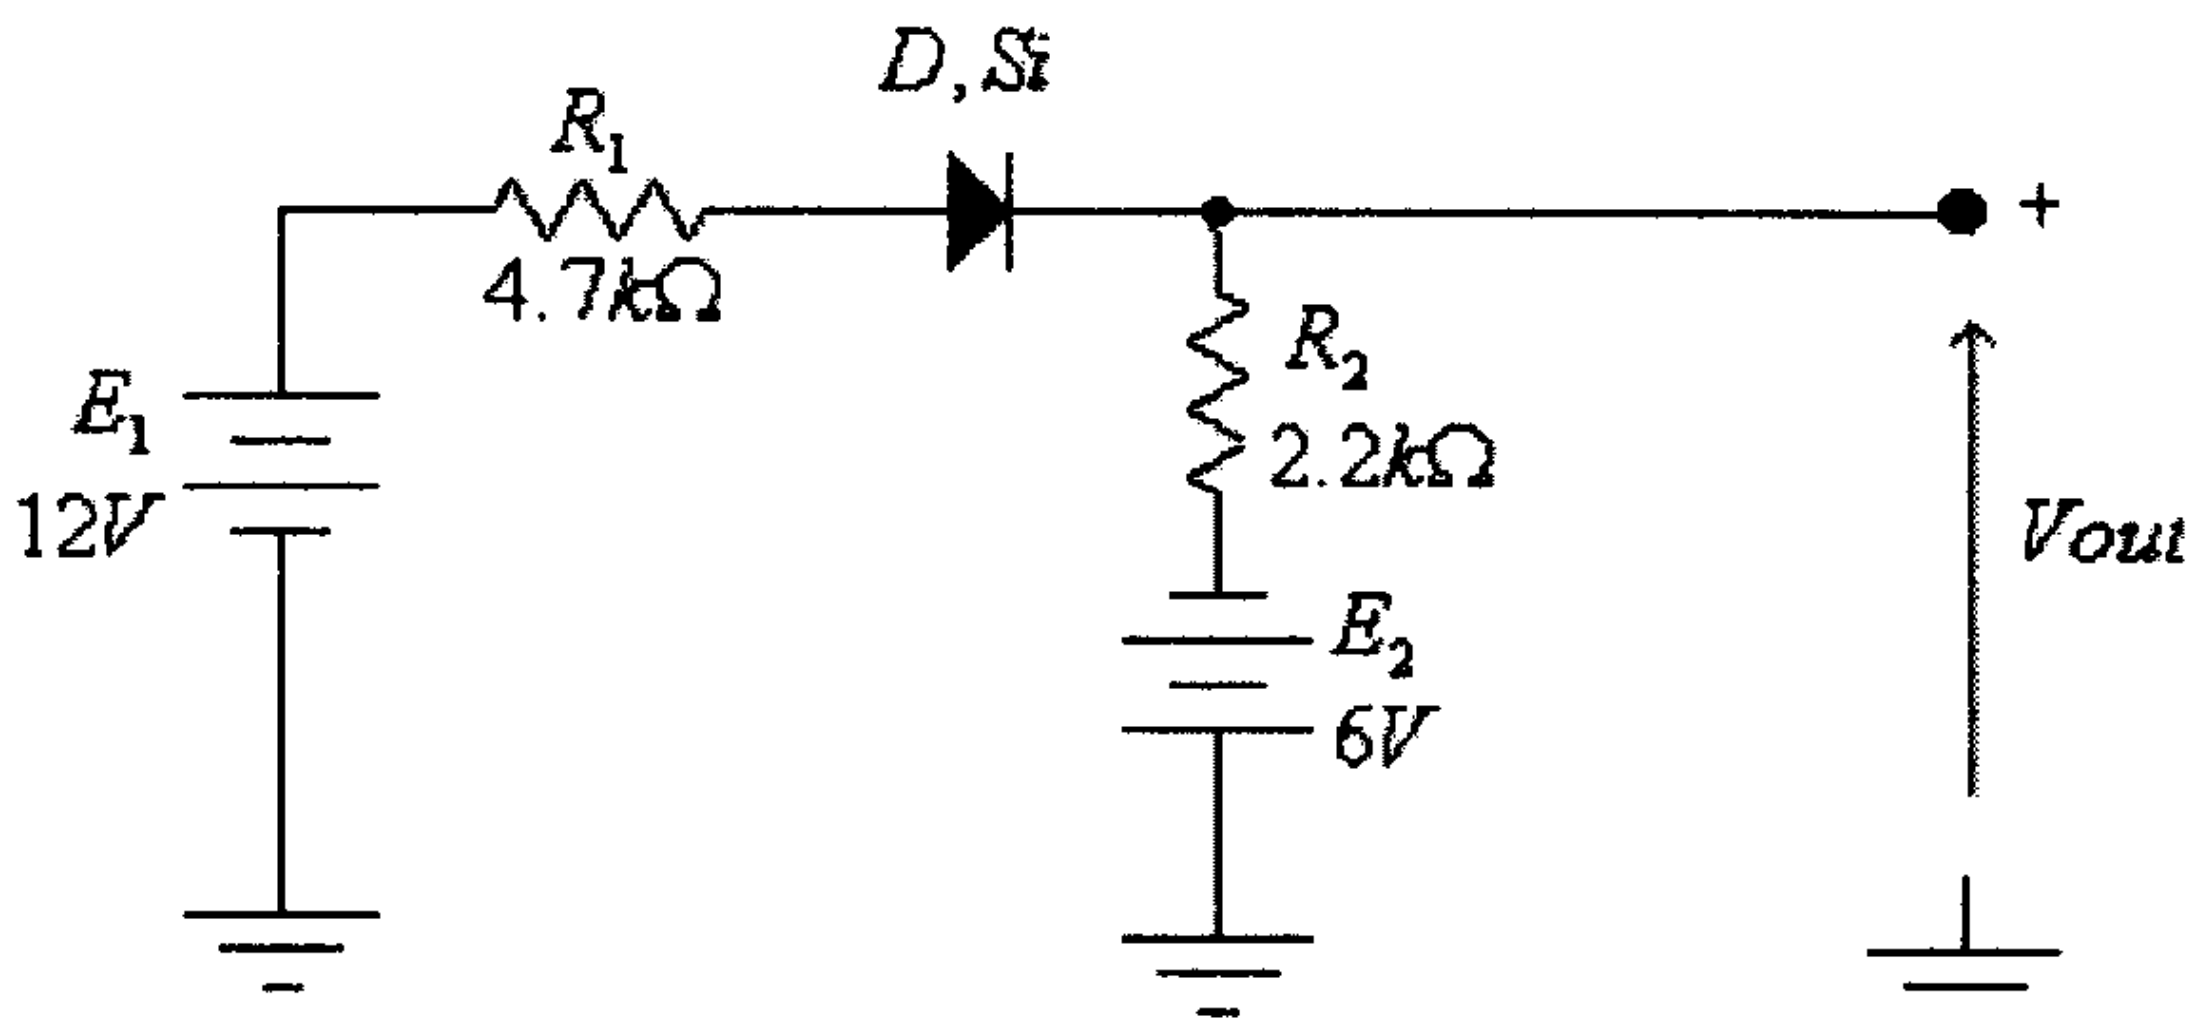 D, Si
R1
4.7kΩ
+
R2
2.2kΩ
E1
12V
Vout
E2
6V